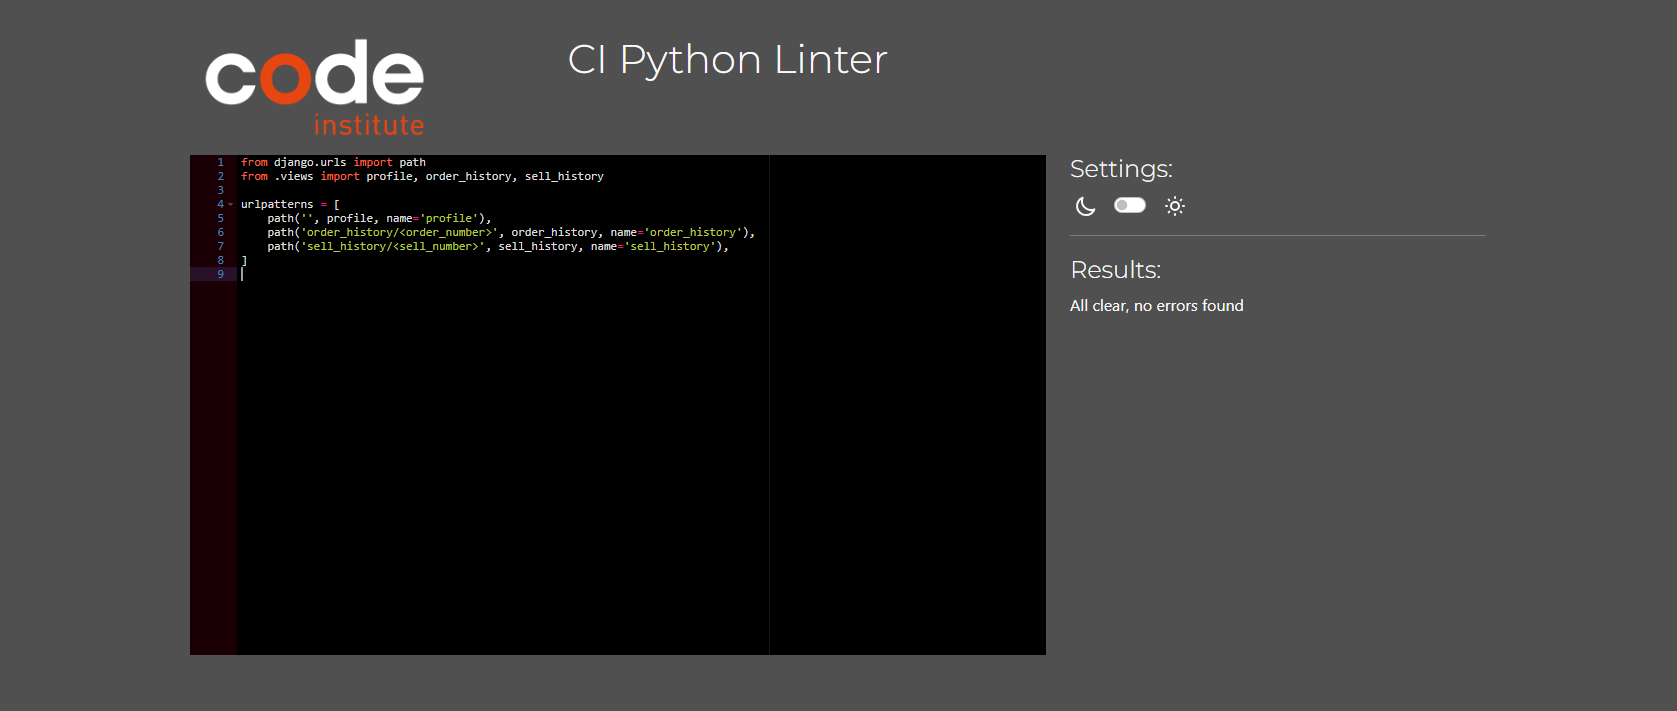 code
institute
CI Python Linter
1 from django.urls import path
2 from .views import profile, order_history, sell_history
3
4 urlpatterns = [
5     path('', profile, name='profile'),
6     path('order_history/<order_number>', order_history, name='order_history'),
7     path('sell_history/<sell_number>', sell_history, name='sell_history'),
8 ]
9
Settings:
Results:
All clear, no errors found